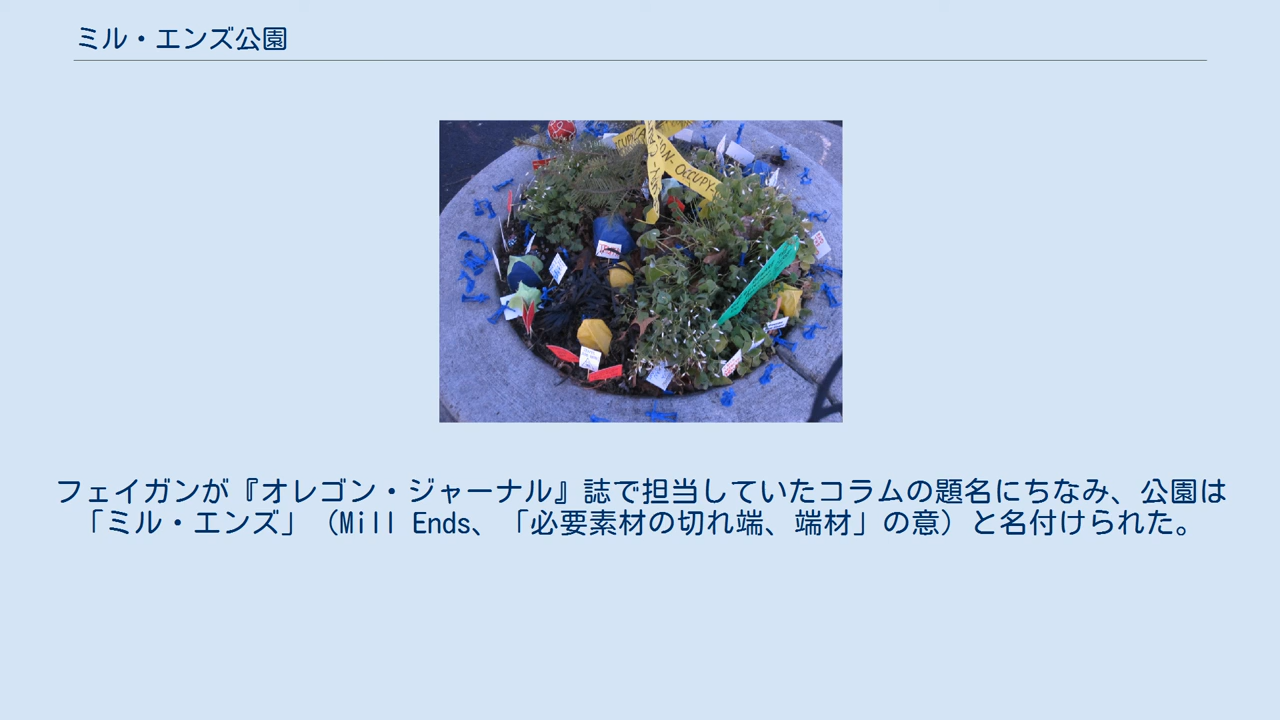 ミル・エンズ公園
OCCUPY-
フェイガンが『オレゴン・ジャーナル』誌で担当していたコラムの題名にちなみ、公園は
「ミル・エンズ」（Mill Ends、「必要素材の切れ端、端材」の意）と名付けられた。